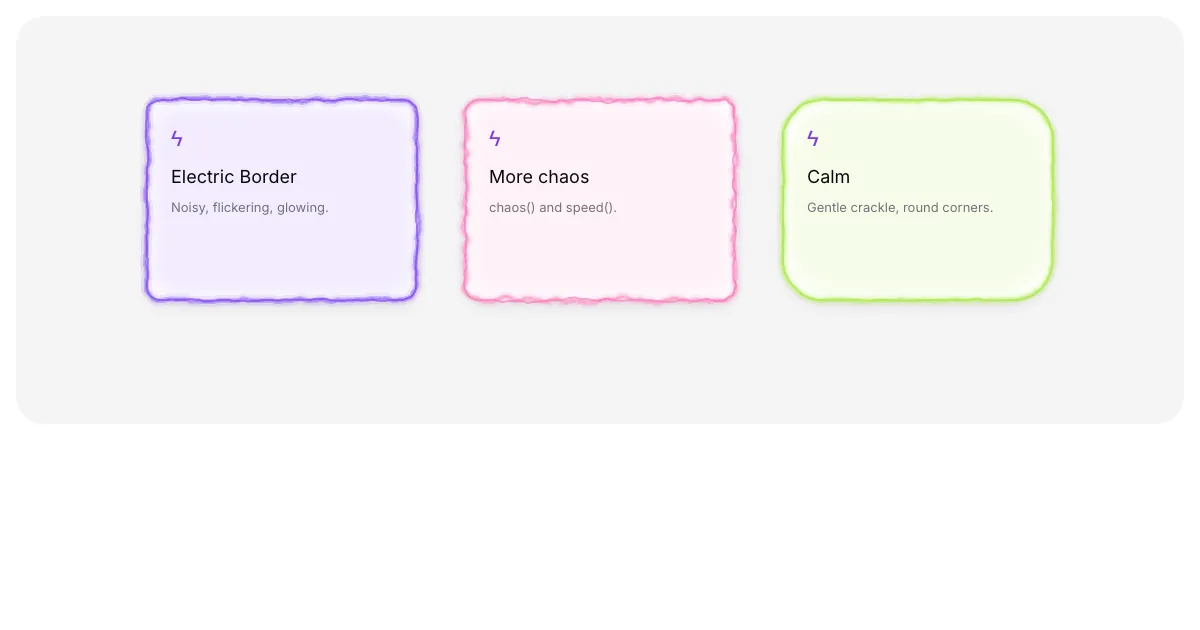 ϟ
Electric Border
Noisy, flickering, glowing.
ϟ
More chaos
chaos() and speed().
ϟ
Calm
Gentle crackle, round corners.